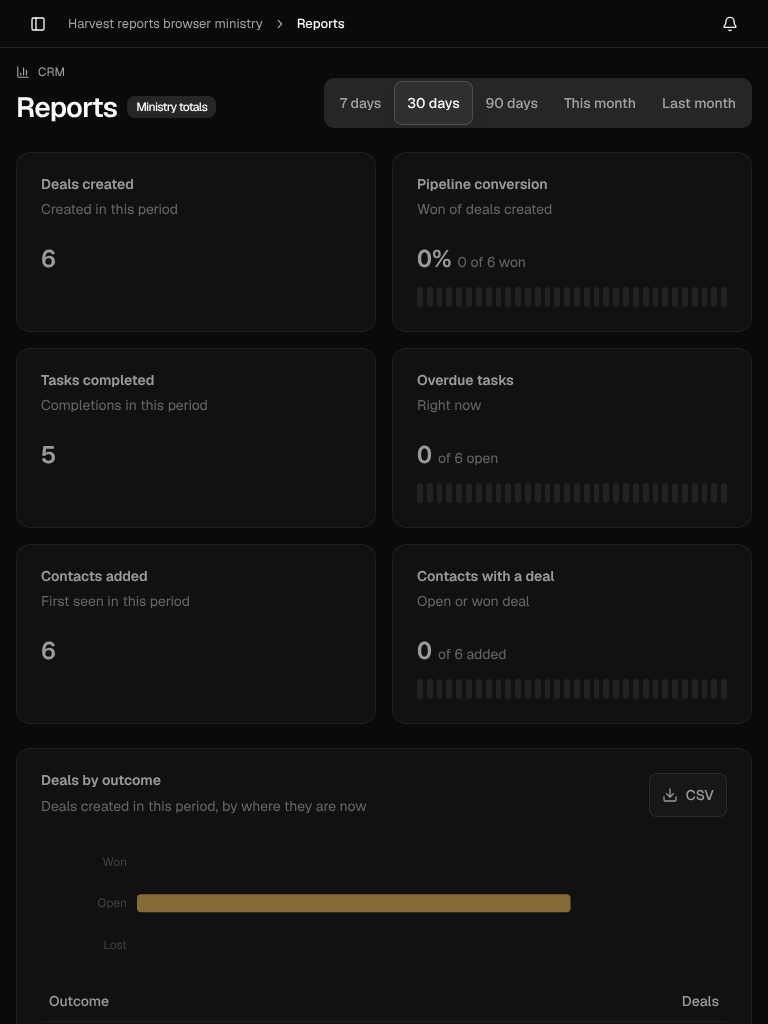 Harvest reports browser ministry > Reports
CRM
Reports
Ministry totals
7 days
30 days
90 days
This month
Last month
Deals created
Created in this period
6
Pipeline conversion
Won of deals created
0% 0 of 6 won
Tasks completed
Completions in this period
5
Overdue tasks
Right now
0 of 6 open
Contacts added
First seen in this period
6
Contacts with a deal
Open or won deal
0 of 6 added
Deals by outcome
Deals created in this period, by where they are now
CSV
Won
Open
Lost
Outcome
Deals